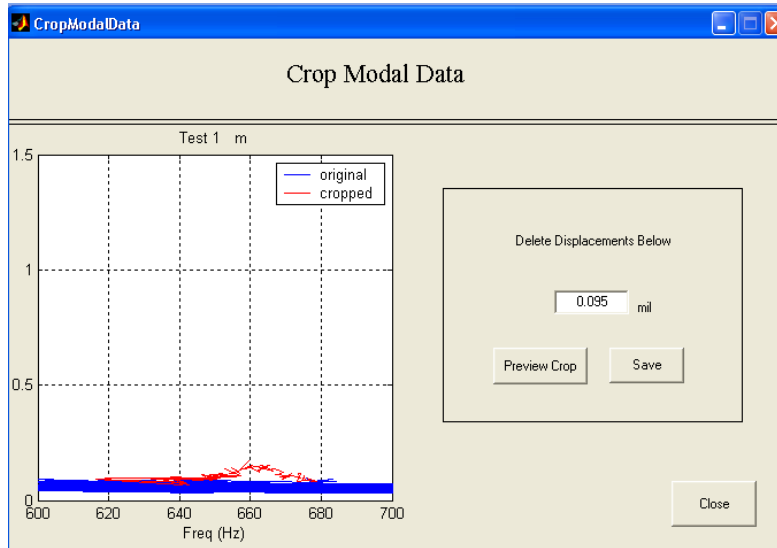 CropModalData
Crop Modal Data
Test 1 m
1.5
1
0.5
0
original
cropped
600 620 640 660 680 700
Freq (Hz)
Delete Displacements Below
0.095 mil
Preview Crop Save
Close